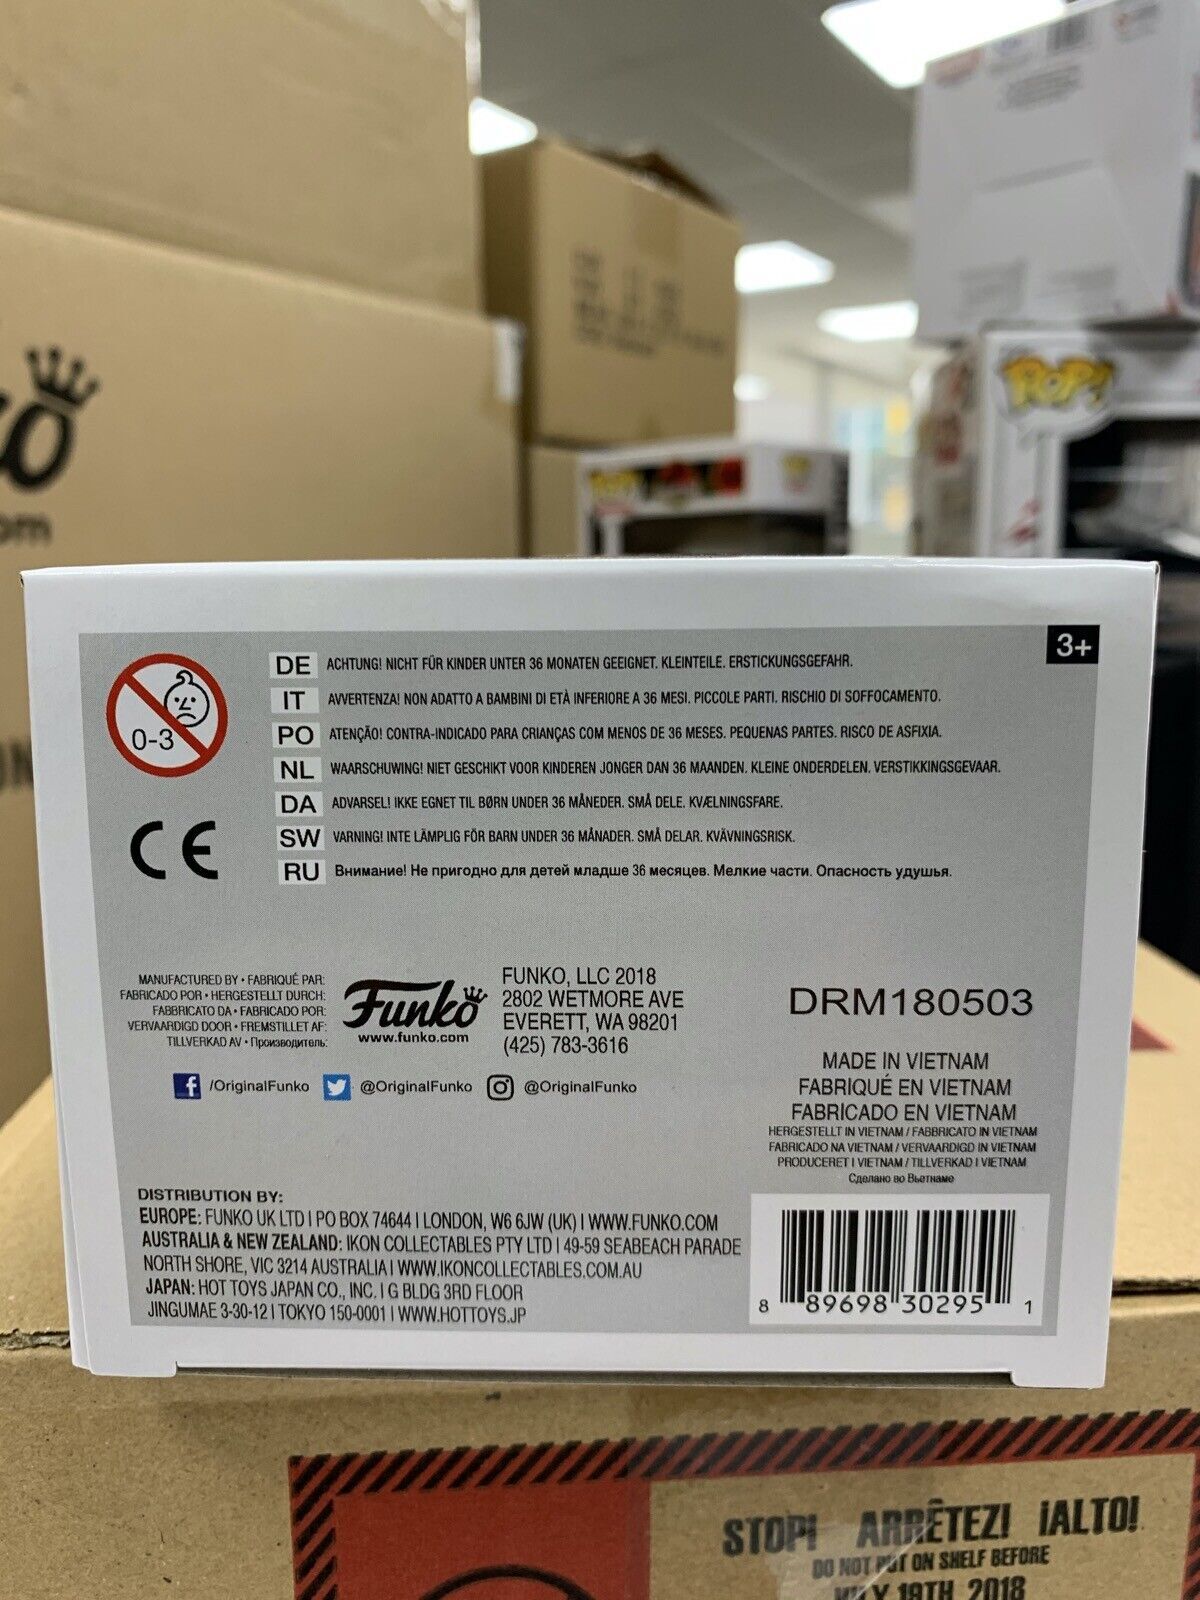 POP!
POP!
3+
0-3
DE ACHTUNG! NICHT FÜR KINDER UNTER 36 MONATEN GEEIGNET. KLEINTEILE. ERSTICKUNGSGEFAHR.
IT AVVERTENZA! NON ADATTO A BAMBINI DI ETÀ INFERIORE A 36 MESI. PICCOLE PARTI. RISCHIO DI SOFFOCAMENTO.
PO ATENÇÃO! CONTRA-INDICADO PARA CRIANÇAS COM MENOS DE 36 MESES. PEQUENAS PARTES. RISCO DE ASFIXIA.
NL WAARSCHUWING! NIET GESCHIKT VOOR KINDEREN JONGER DAN 36 MAANDEN. KLEINE ONDERDELEN. VERSTIKKINGSGEVAAR.
DA ADVARSEL! IKKE EGNET TIL BØRN UNDER 36 MÅNEDER. SMÅ DELE. KVÆLNINGSFARE.
SW VARNING! INTE LÄMPLIG FÖR BARN UNDER 36 MÅNADER. SMÅ DELAR. KVÄVNINGSRISK.
RU Внимание! Не пригодно для детей младше 36 месяцев. Мелкие части. Опасность удушья.
CE
MANUFACTURED BY • FABRIQUÉ PAR:
FABRICADO POR • HERGESTELLT DURCH:
FABBRICATO DA • FABRICADO POR:
VERVAARDIGD DOOR • FREMSTILLET AF:
TILLVERKAD AV • Производитель:
Funko
www.funko.com
FUNKO, LLC 2018
2802 WETMORE AVE
EVERETT, WA 98201
(425) 783-3616
/OriginalFunko @OriginalFunko @OriginalFunko
DRM180503
MADE IN VIETNAM
FABRIQUÉ EN VIETNAM
FABRICADO EN VIETNAM
HERGESTELLT IN VIETNAM / FABBRICATO IN VIETNAM
FABRICADO NA VIETNAM / VERVAARDIGD IN VIETNAM
PRODUCERET I VIETNAM / TILLVERKAD I VIETNAM
Сделано во Вьетнаме
DISTRIBUTION BY:
EUROPE: FUNKO UK LTD | PO BOX 74644 | LONDON, W6 6JW (UK) | WWW.FUNKO.COM
AUSTRALIA & NEW ZEALAND: IKON COLLECTABLES PTY LTD | 49-59 SEABEACH PARADE
NORTH SHORE, VIC 3214 AUSTRALIA | WWW.IKONCOLLECTABLES.COM.AU
JAPAN: HOT TOYS JAPAN CO., INC. | G BLDG 3RD FLOOR
JINGUMAE 3-30-12 | TOKYO 150-0001 | WWW.HOTTOYS.JP
8 89698 30295 1
STOP! ARRÊTEZ! ¡ALTO!
DO NOT PUT ON SHELF BEFORE
19TH 2018